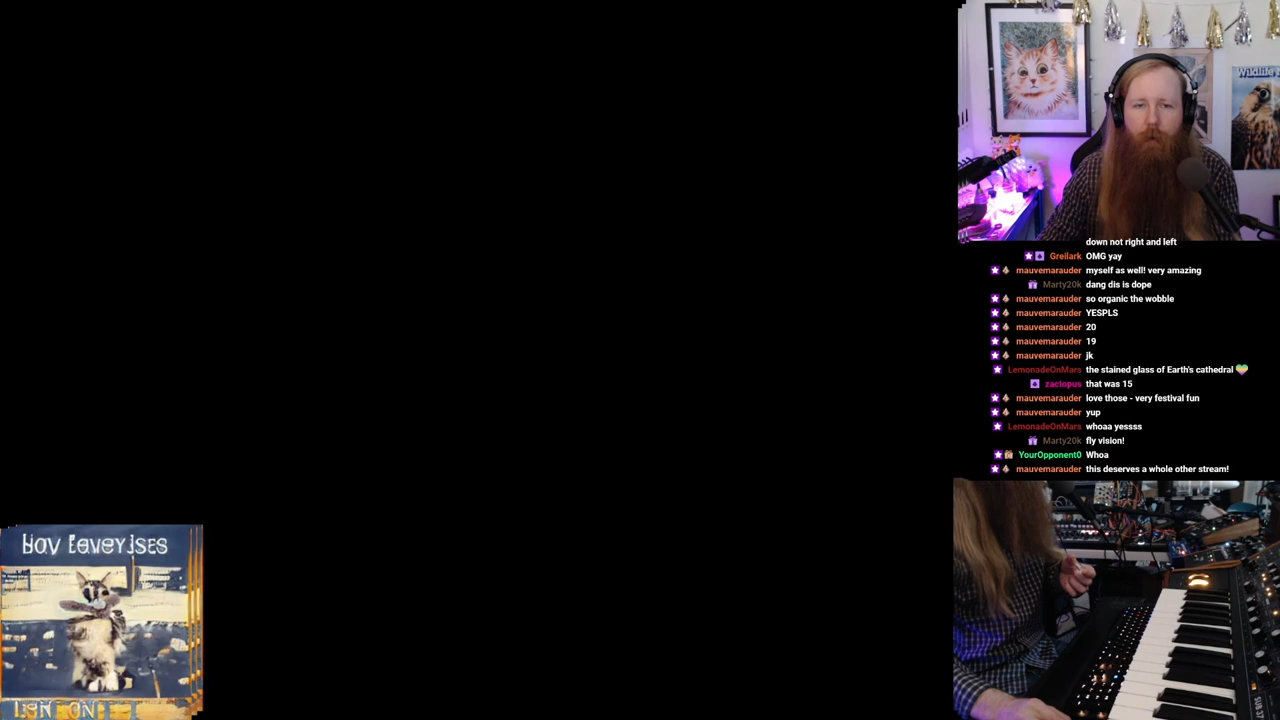 Wildlife
down not right and left
Greilark OMG yay
mauvemarauder myself as well! very amazing
Marty20k dang dis is dope
mauvemarauder so organic the wobble
mauvemarauder YESPLS
mauvemarauder 20
mauvemarauder 19
mauvemarauder jk
LemonadeOnMars the stained glass of Earth's cathedral
zactopus that was 15
mauvemarauder love those - very festival fun
mauvemarauder yup
LemonadeOnMars whoaa yessss
Marty20k fly vision!
YourOpponent0 Whoa
mauvemarauder this deserves a whole other stream!